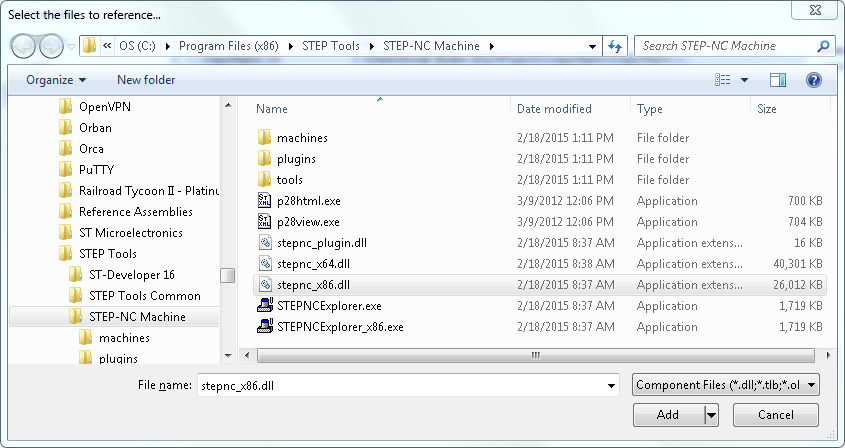 Select the files to reference...
« OS (C:) ▸ Program Files (x86) ▸ STEP Tools ▸ STEP-NC Machine ▸
Search STEP-NC Machine
Organize New folder
OpenVPN
Orban
Orca
PuTTY
Railroad Tycoon II - Platinu
Reference Assemblies
ST Microelectronics
STEP Tools
ST-Developer 16
STEP Tools Common
STEP-NC Machine
machines
plugins
Name Date modified Type Size
machines 2/18/2015 1:11 PM File folder
plugins 2/18/2015 1:11 PM File folder
tools 2/18/2015 1:11 PM File folder
p28html.exe 3/9/2012 12:06 PM Application 700 KB
p28view.exe 3/9/2012 12:06 PM Application 704 KB
stepnc_plugin.dll 2/18/2015 8:37 AM Application extens... 16 KB
stepnc_x64.dll 2/18/2015 8:38 AM Application extens... 40,301 KB
stepnc_x86.dll 2/18/2015 8:37 AM Application extens... 26,012 KB
STEPNCExplorer.exe 2/18/2015 8:37 AM Application 1,719 KB
STEPNCExplorer_x86.exe 2/18/2015 8:37 AM Application 1,719 KB
File name: stepnc_x86.dll
Component Files (*.dll;*.tlb;*.ol
Add Cancel